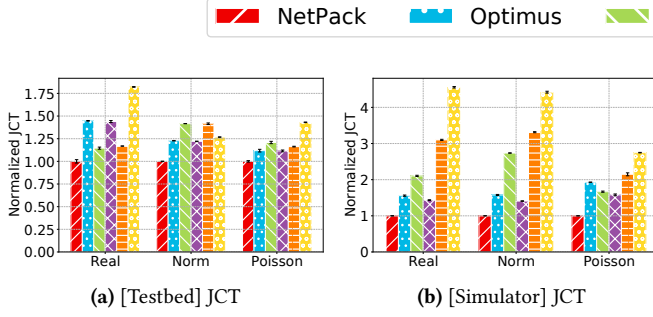 NetPack Optimus
Normalized JCT
1.75
1.50
1.25
1.00
0.75
0.50
0.25
0.00
Real Norm Poisson
(a) [Testbed] JCT
Normalized JCT
4
3
2
1
0
Real Norm Poisson
(b) [Simulator] JCT